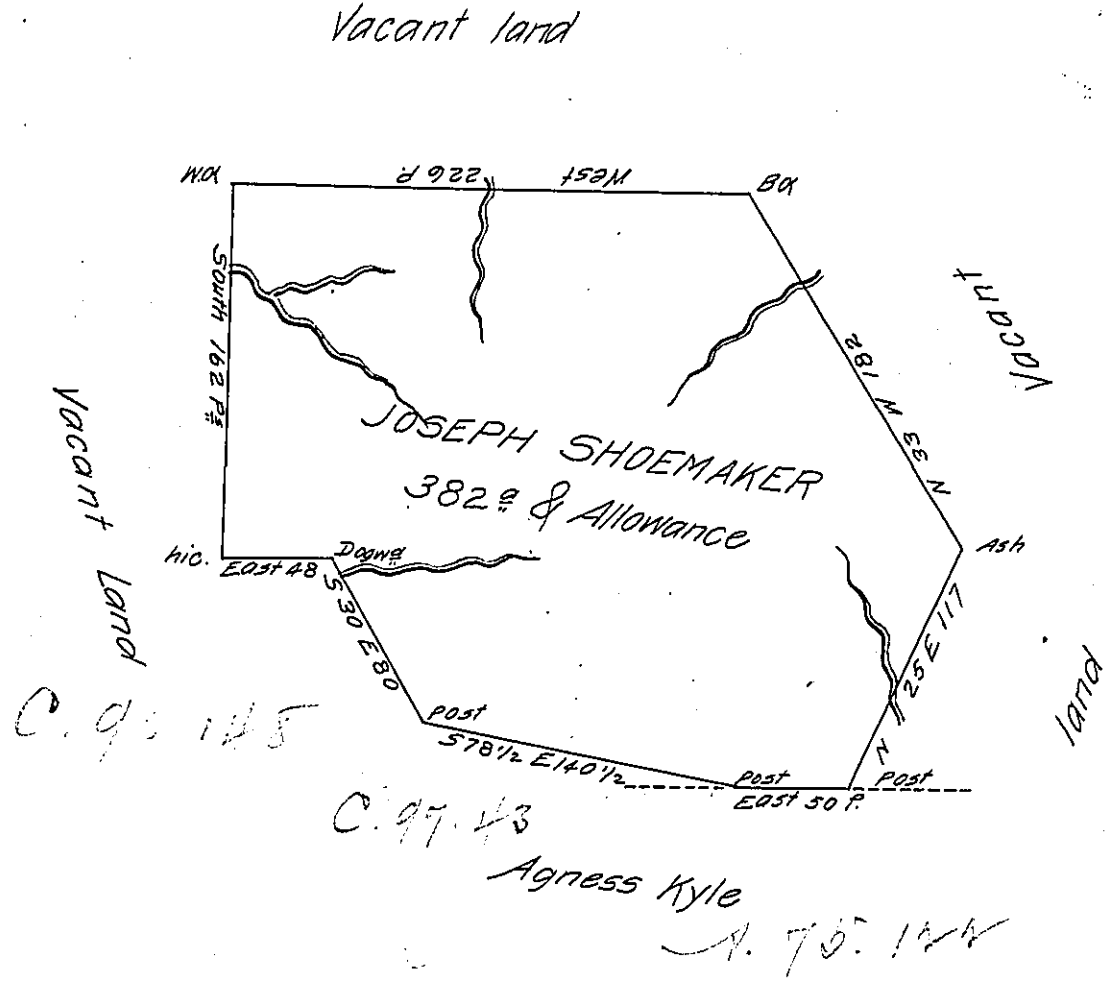 Vacant land
W.O.
226 P.
West
B.O.
South 162 Ps
Vacant
N 33 W 182
JOSEPH SHOEMAKER
382 a & Allowance
Vacant Land
hic.
East 48
Dogwd
Ash
S 30 E 80
N 25 E 117
land
Post
S 78 1/2 E 140 1/2
Post
East 50 P.
Post
C. 97. 43
Agness Kyle